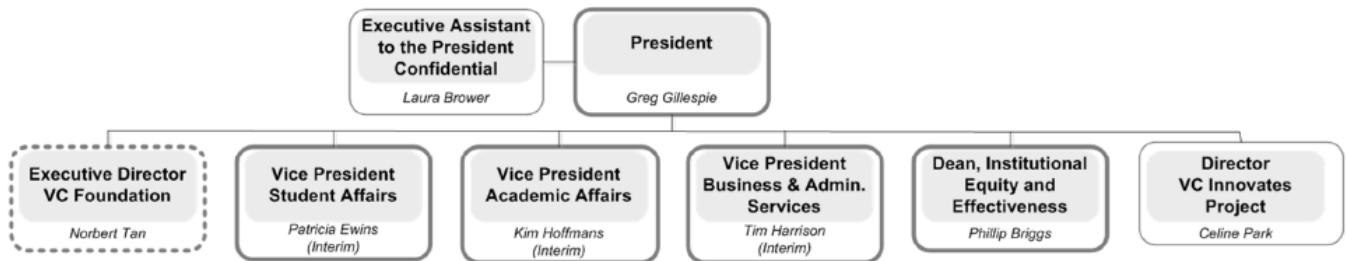 Executive Assistant
to the President
Confidential
Laura Brower
President
Greg Gillespie
Executive Director
VC Foundation
Norbert Tan
Vice President
Student Affairs
Patricia Ewins
(Interim)
Vice President
Academic Affairs
Kim Hoffmans
(Interim)
Vice President
Business & Admin.
Services
Tim Harrison
(Interim)
Dean, Institutional
Equity and
Effectiveness
Phillip Briggs
Director
VC Innovates
Project
Celine Park